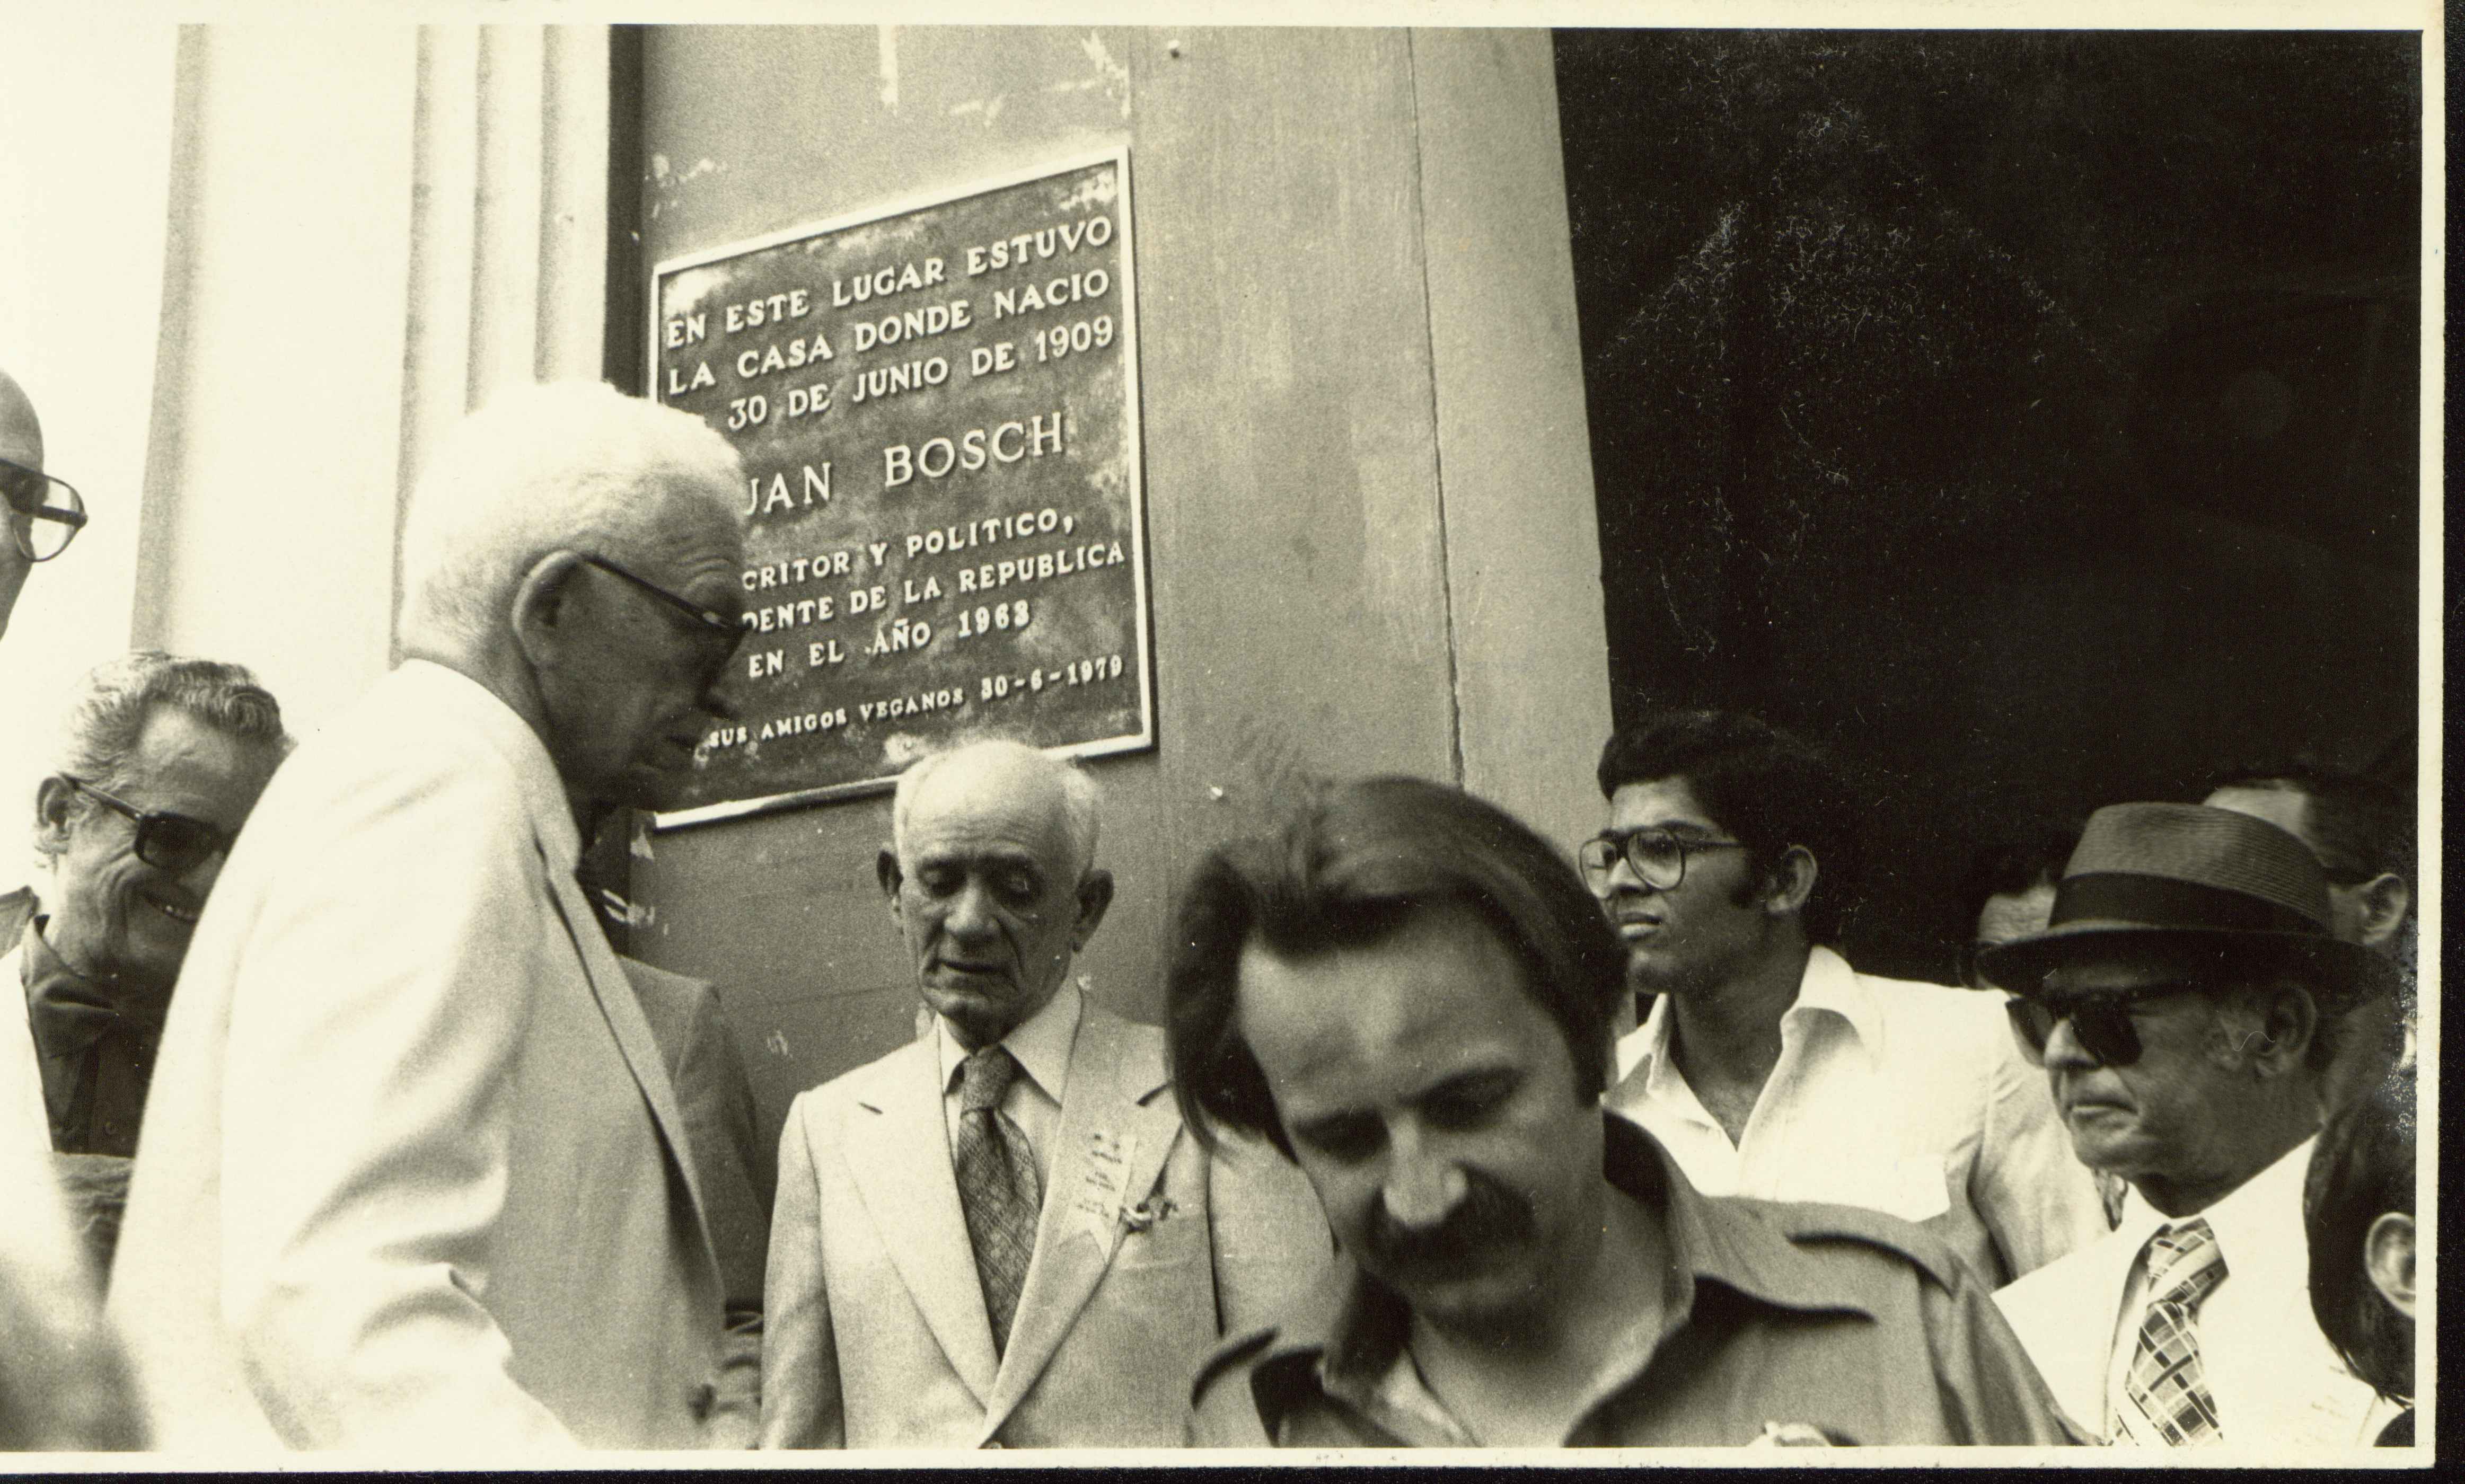 EN ESTE LUGAR ESTUVO
LA CASA DONDE NACIO
30 DE JUNIO DE 1909
UAN BOSCH
CRITOR Y POLITICO,
DENTE DE LA REPUBLICA
EN EL AÑO 1963
SUS AMIGOS VEGANOS 30-6-1979